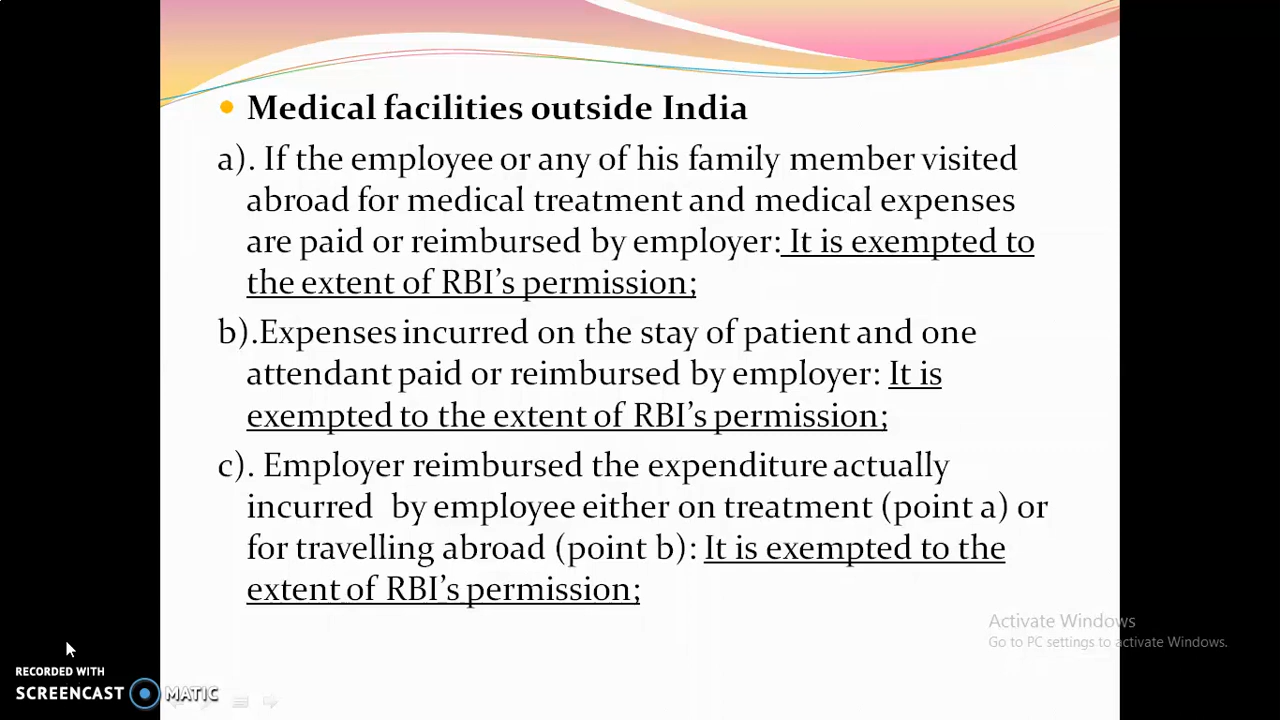 Medical facilities outside India
a). If the employee or any of his family member visited
abroad for medical treatment and medical expenses
are paid or reimbursed by employer: It is exempted to
the extent of RBI’s permission;
b).Expenses incurred on the stay of patient and one
attendant paid or reimbursed by employer: It is
exempted to the extent of RBI’s permission;
c). Employer reimbursed the expenditure actually
incurred by employee either on treatment (point a) or
for travelling abroad (point b): It is exempted to the
extent of RBI’s permission;
Activate Windows
Go to PC settings to activate Windows.
RECORDED WITH
SCREENCAST MATIC